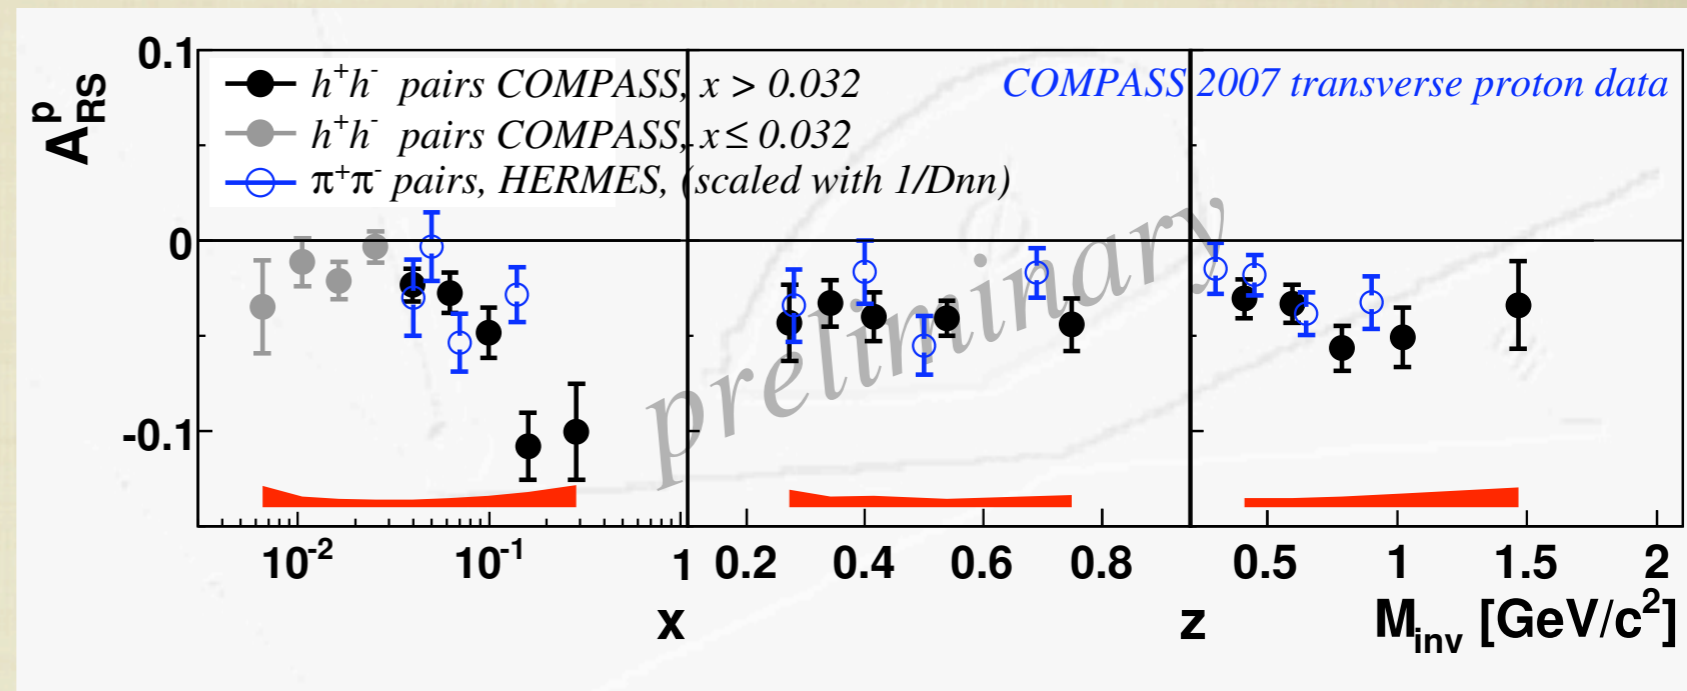 0.1
A^p_RS
h⁺h⁻ pairs COMPASS, x > 0.032
COMPASS 2007 transverse proton data
h⁺h⁻ pairs COMPASS, x ≤ 0.032
π⁺π⁻ pairs, HERMES, (scaled with 1/Dnn)
0
-0.1
preliminary
10⁻² 10⁻¹ 1 0.2 0.4 0.6 0.8 0.5 1 1.5 2
x z M_inv [GeV/c²]